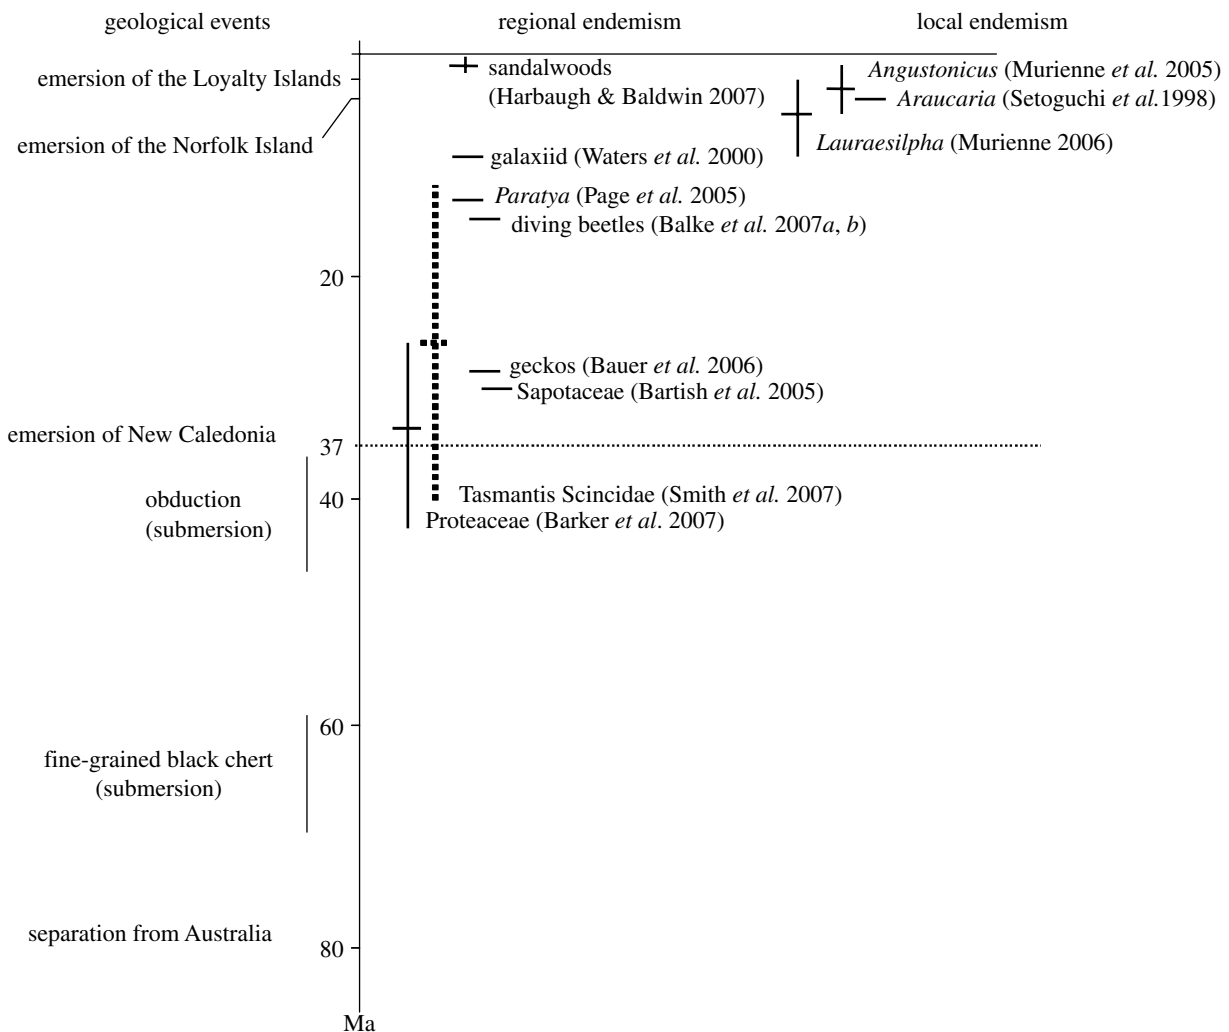 geological events
regional endemism
local endemism
emersion of the Loyalty Islands
sandalwoods
(Harbaugh & Baldwin 2007)
Angustonicus (Murienne et al. 2005)
Araucaria (Setoguchi et al.1998)
emersion of the Norfolk Island
Lauraesilpha (Murienne 2006)
galaxiid (Waters et al. 2000)
Paratya (Page et al. 2005)
diving beetles (Balke et al. 2007a, b)
20
geckos (Bauer et al. 2006)
Sapotaceae (Bartish et al. 2005)
emersion of New Caledonia
37
obduction
(submersion)
40
Tasmantis Scincidae (Smith et al. 2007)
Proteaceae (Barker et al. 2007)
60
fine-grained black chert
(submersion)
separation from Australia
80
Ma